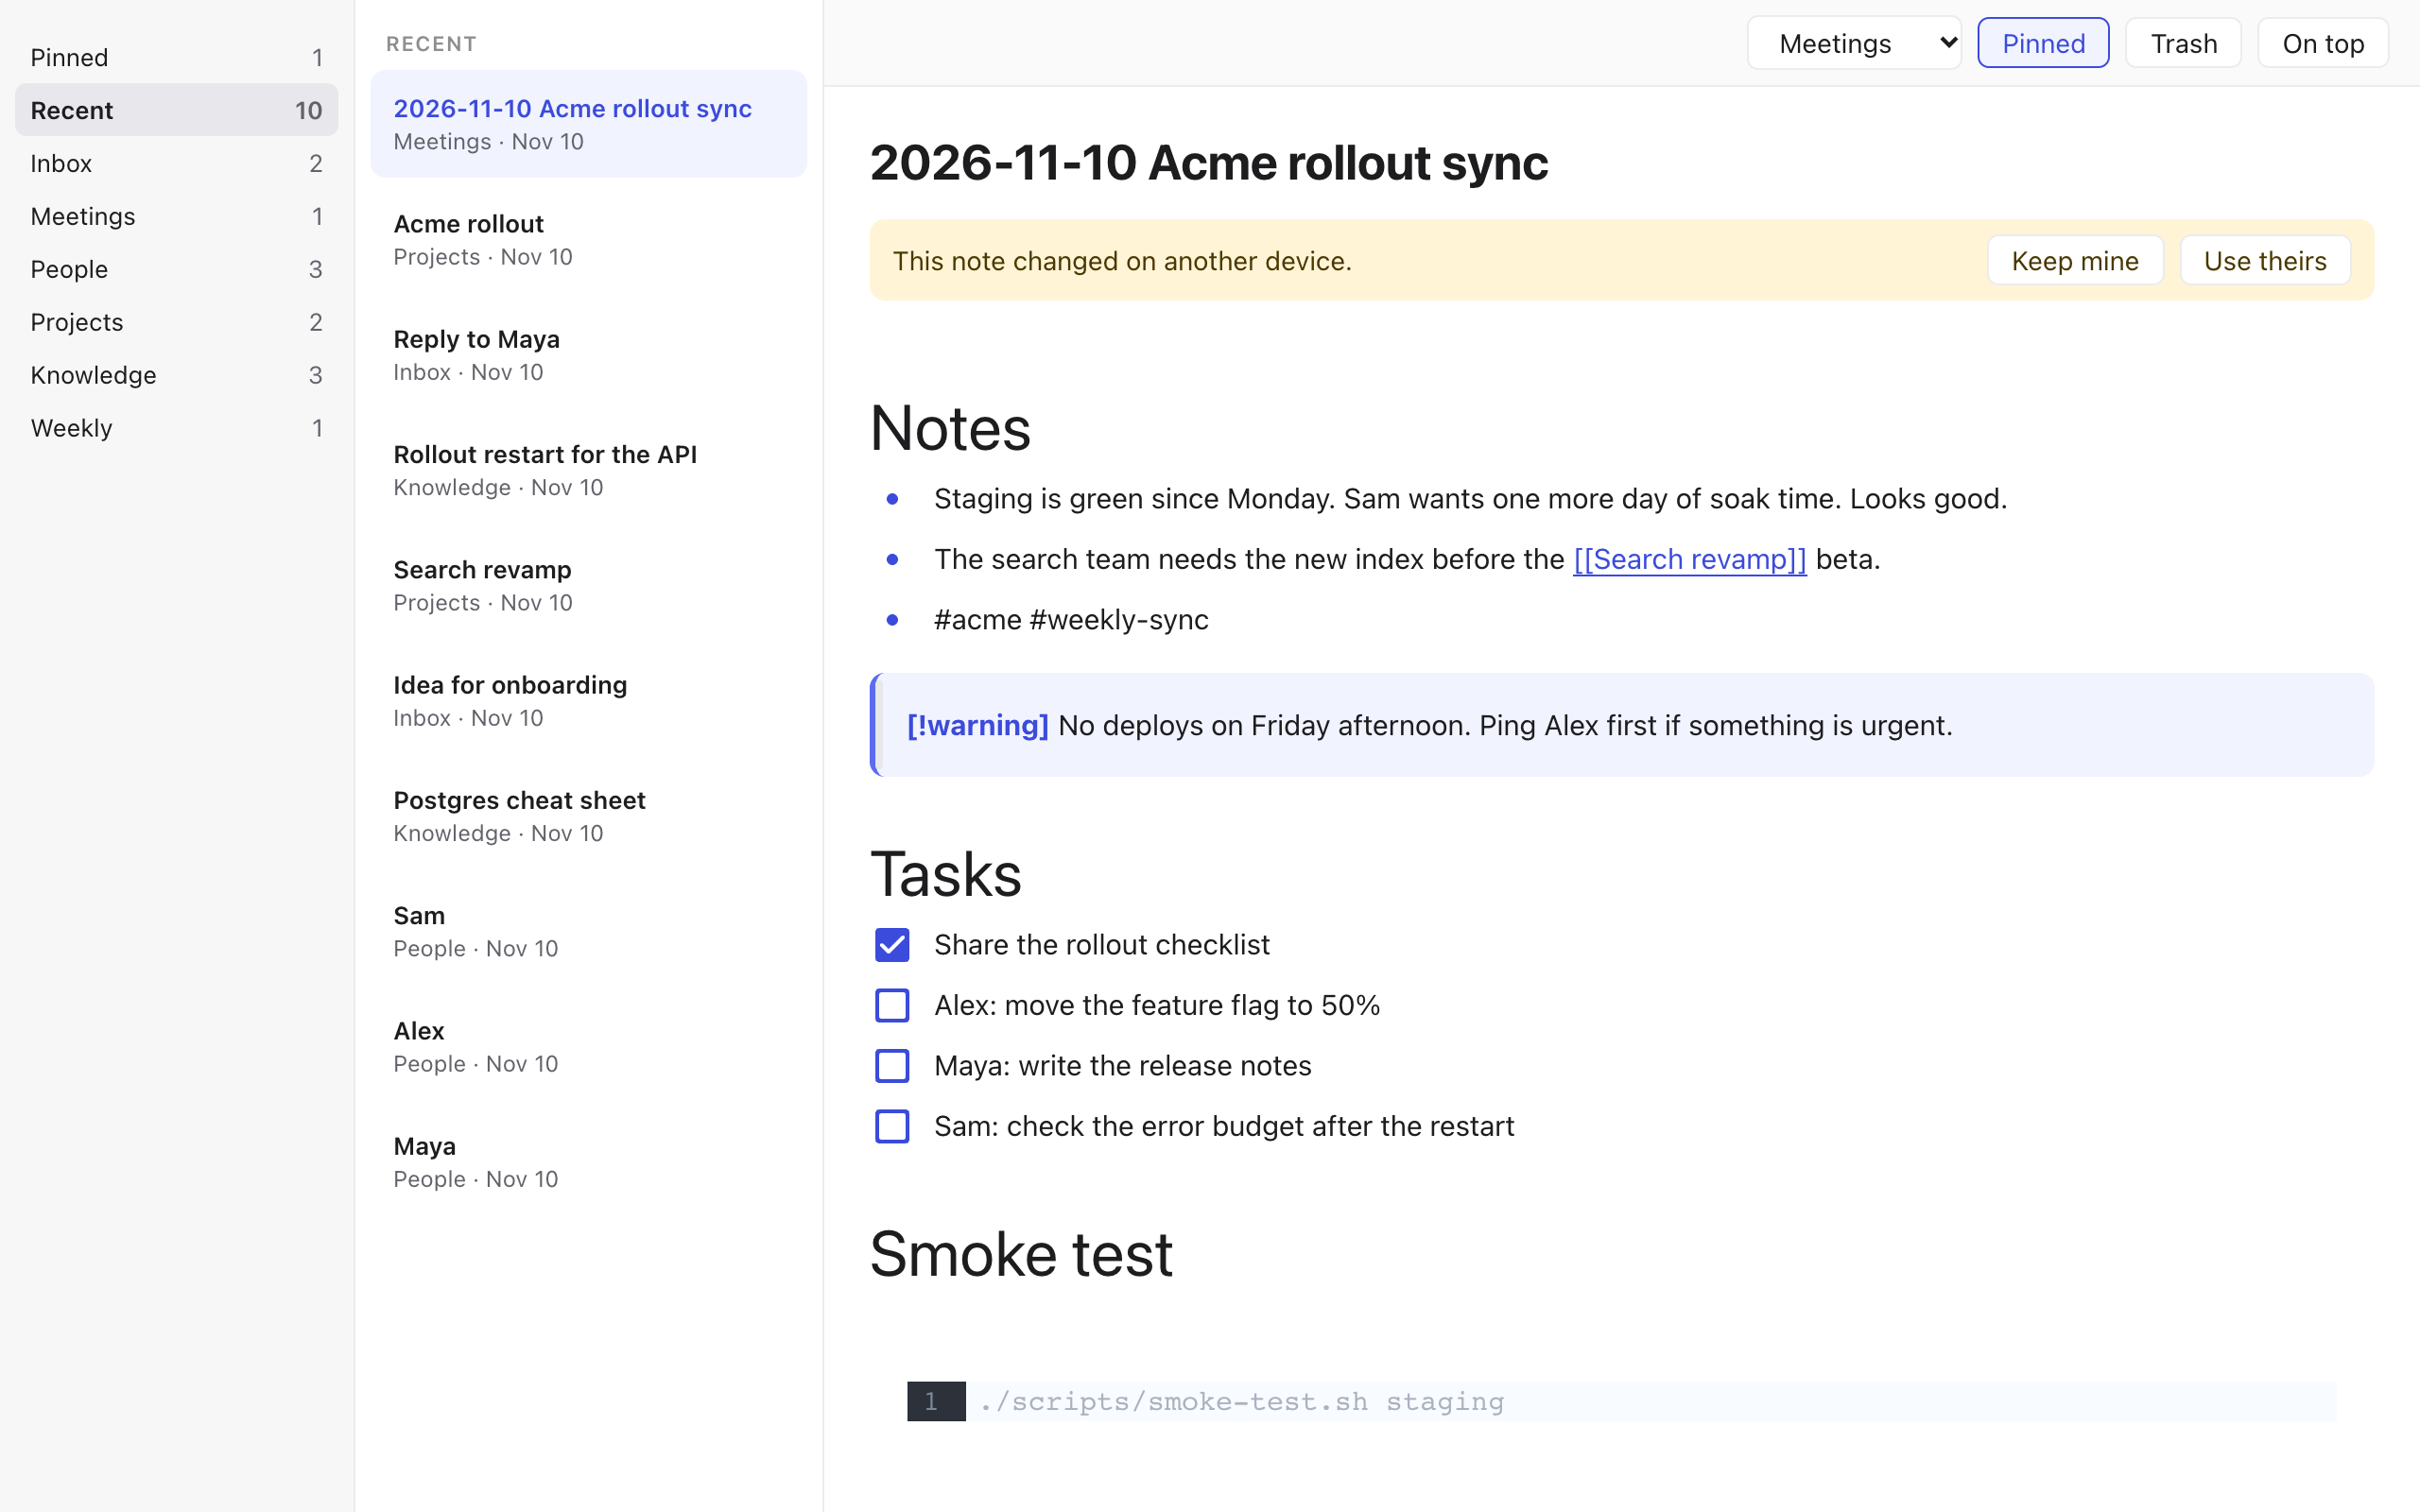 Pinned 1
Recent 10
Inbox 2
Meetings 1
People 3
Projects 2
Knowledge 3
Weekly 1
RECENT
2026-11-10 Acme rollout sync
Meetings · Nov 10
Acme rollout
Projects · Nov 10
Reply to Maya
Inbox · Nov 10
Rollout restart for the API
Knowledge · Nov 10
Search revamp
Projects · Nov 10
Idea for onboarding
Inbox · Nov 10
Postgres cheat sheet
Knowledge · Nov 10
Sam
People · Nov 10
Alex
People · Nov 10
Maya
People · Nov 10
Meetings Pinned Trash On top
2026-11-10 Acme rollout sync
This note changed on another device. Keep mine Use theirs
Notes
Staging is green since Monday. Sam wants one more day of soak time. Looks good.
The search team needs the new index before the [[Search revamp]] beta.
#acme #weekly-sync
[!warning] No deploys on Friday afternoon. Ping Alex first if something is urgent.
Tasks
Share the rollout checklist
Alex: move the feature flag to 50%
Maya: write the release notes
Sam: check the error budget after the restart
Smoke test
1 ./scripts/smoke-test.sh staging